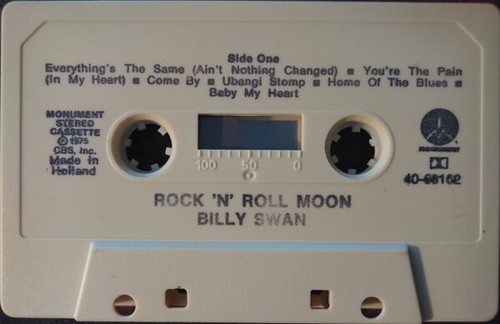 Side One
Everything's The Same (Ain't Nothing Changed) ■ You're The Pain
(In My Heart) ■ Come By ■ Ubangi Stomp ■ Home Of The Blues ■
Baby My Heart
MONUMENT
STEREO
CASSETTE
℗ 1975
CBS, Inc.
Made in
Holland
100 50 0
MONUMENT
40-69162
ROCK 'N' ROLL MOON
BILLY SWAN